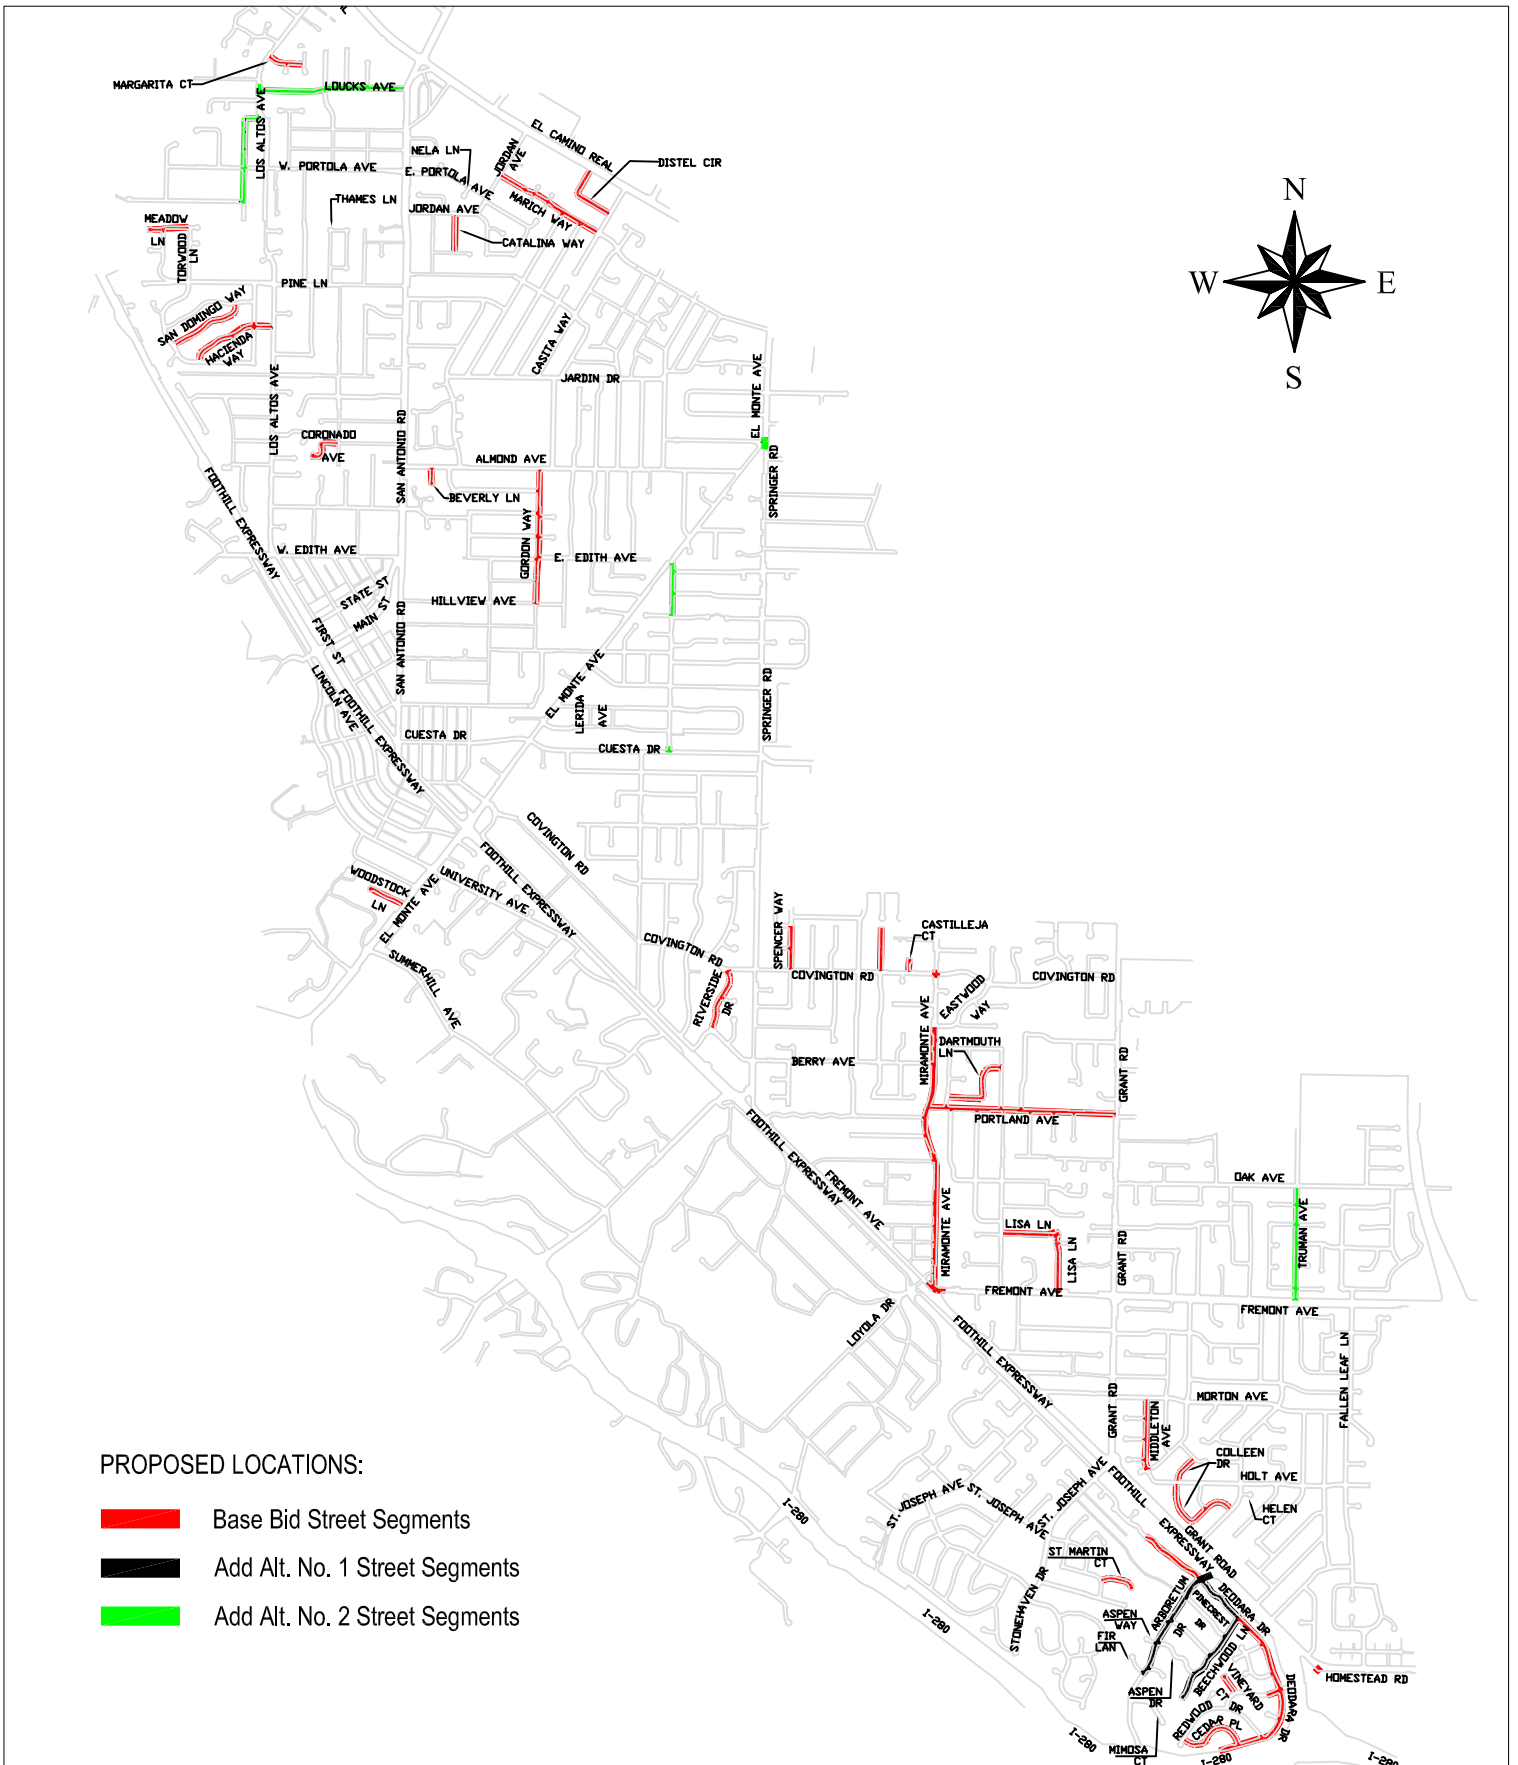 MARGARITA CT
LOUCKS AVE
LOS ALTOS AVE
EL CAMINO REAL
NELA LN
JORDAN
AVE
DISTEL CIR
W. PORTOLA AVE
E. PORTOLA AVE
THAMES LN
JORDAN AVE
MARICH WAY
MEADOW
LN
TORWOOD
LN
CATALINA WAY
N
W
E
S
PINE LN
SAN DOMINGO WAY
HACIENDA
WAY
CASITA WAY
JARDIN DR
EL MONTE AVE
LOS ALTOS AVE
CORONADO
AVE
SAN ANTONIO RD
ALMOND AVE
SPRINGER RD
BEVERLY LN
FOOTHILL EXPRESSWAY
GORDON WAY
W. EDITH AVE
E. EDITH AVE
STATE ST
MAIN ST
HILLVIEW AVE
SAN ANTONIO RD
FIRST ST
LINCOLN AVE
FOOTHILL EXPRESSWAY
EL MONTE AVE
LERIDA
AVE
SPRINGER RD
CUESTA DR
CUESTA DR
COVINGTON RD
FOOTHILL EXPRESSWAY
WOODSTOCK
LN
UNIVERSITY AVE
EL MONTE AVE
SUMMERHILL AVE
COVINGTON RD
RIVERSIDE
DR
SPENCER WAY
CASTILLEJA
CT
COVINGTON RD
COVINGTON RD
EASTWOOD
WAY
MIRAMONTE AVE
DARTMOUTH
LN
BERRY AVE
GRANT RD
PORTLAND AVE
FOOTHILL EXPRESSWAY
FREMONT AVE
OAK AVE
MIRAMONTE AVE
LISA LN
LISA LN
GRANT RD
TRUMAN AVE
FREMONT AVE
FREMONT AVE
LOYOLA DR
FOOTHILL EXPRESSWAY
FALLEN LEAF LN
GRANT RD
MORTON AVE
MIDDLETON
AVE
COLLEEN
DR
HOLT AVE
HELEN
CT
PROPOSED LOCATIONS:
Base Bid Street Segments
Add Alt. No. 1 Street Segments
Add Alt. No. 2 Street Segments
I-280
ST. JOSEPH AVE
ST. JOSEPH AVE
ST. JOSEPH AVE
FOOTHILL
EXPRESSWAY
GRANT ROAD
ST MARTIN
CT
STONEHAVEN DR
I-280
ARBORETUM
DR
PINECREST
DR
DEODARA DR
ASPEN
WAY
FIR
LAN
BEECHWOOD LN
VINEYARD
CT
HOMESTEAD RD
ASPEN
DR
REDWOOD
DR
CEDAR PL
DEODARA DR
MIMOSA
CT
I-280
I-280
I-280